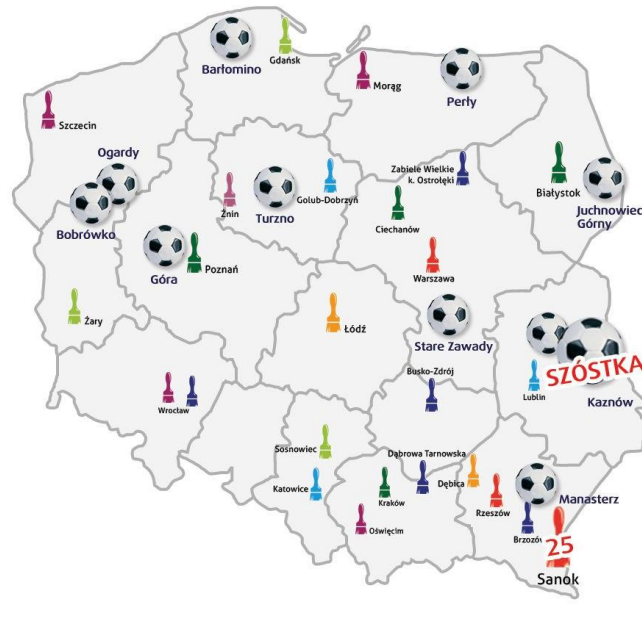 Gdańsk
Barłomino
Morąg
Perły
Szczecin
Ogardy
Zabiele Wielkie
k. Ostrołęki
Białystok
Żnin
Turzno
Golub-Dobrzyń
Juchnowiec
Górny
Bobrówko
Ciechanów
Góra
Poznań
Warszawa
Żary
Łódź
Stare Zawady
SZÓSTKA
Busko-Zdrój
Lublin
Kaznów
Wrocław
Sosnowiec
Dąbrowa Tarnowska
Katowice
Kraków
Dębica
Rzeszów
Manasterz
Oświęcim
Brzozów
25
Sanok